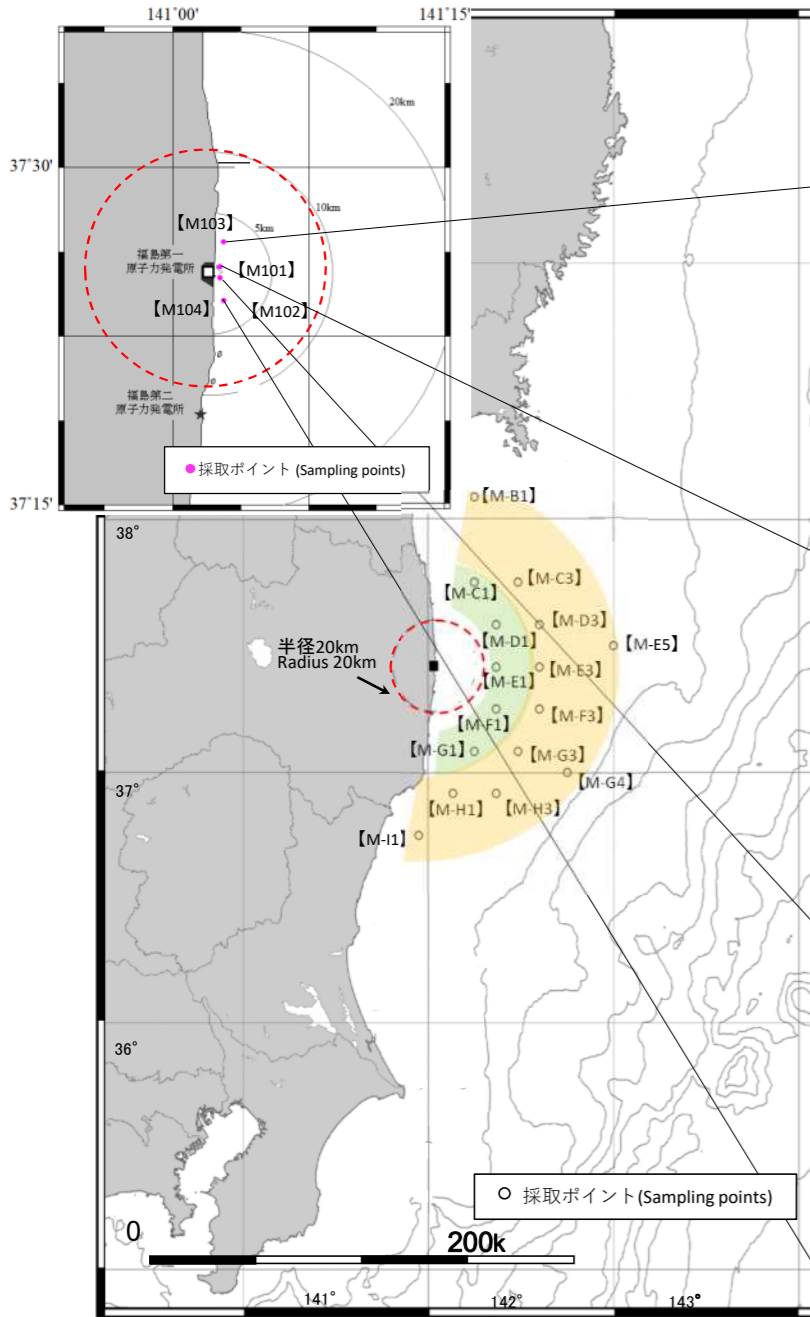 141°00'
141°15'
20km
37°30'
10km
【M103】
5km
福島第一
原子力発電所
【M101】
【M104】
【M102】
福島第二
原子力発電所
採取ポイント (Sampling points)
37°15'
【M-B1】
38°
【M-C3】
【M-C1】
【M-D3】
半径20km
Radius 20km
【M-D1】
【M-E5】
【M-E3】
【M-E1】
【M-F3】
【M-F1】
【M-G1】
【M-G3】
【M-G4】
37°
【M-H1】
【M-H3】
【M-I1】
36°
採取ポイント(Sampling points)
0
200k
141°
142°
143°